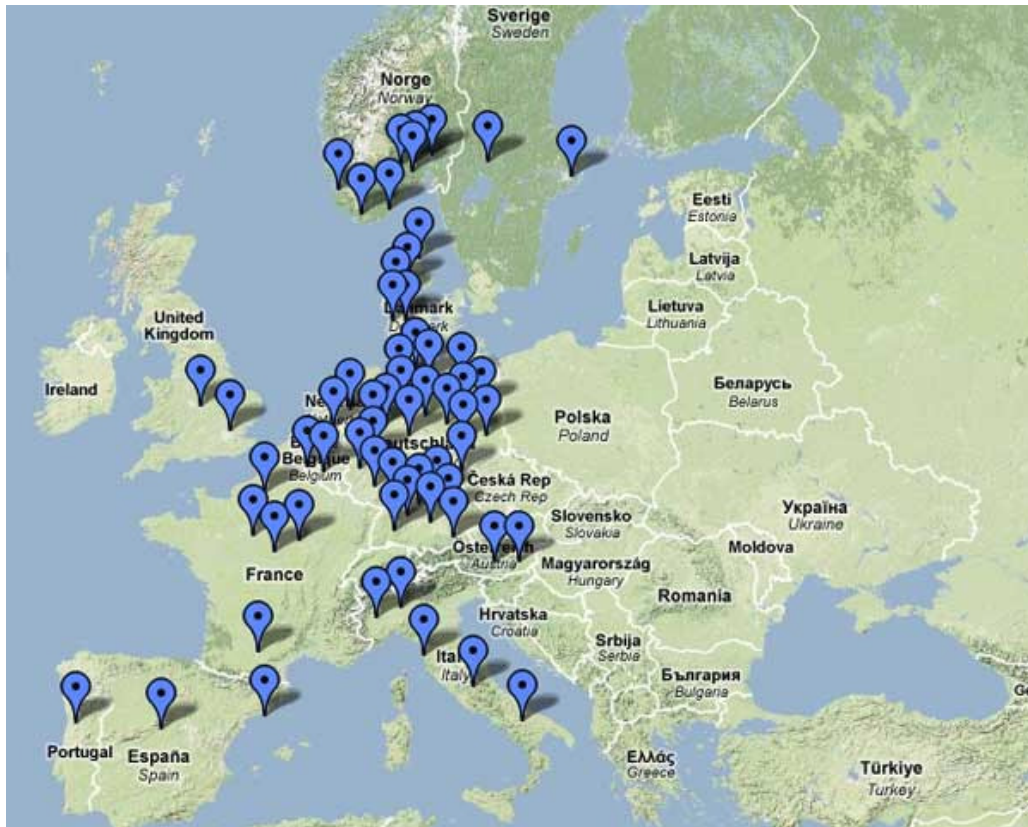 Sverige
Sweden
Norge
Norway
Eesti
Estonia
Latvija
Latvia
Lietuva
Lithuania
United
Kingdom
Ireland
Беларусь
Belarus
Polska
Poland
Belgium
Česká Rep
Czech Rep
Slovensko
Slovakia
Україна
Ukraine
Moldova
Austria
Magyarország
Hungary
France
Romania
Hrvatska
Croatia
Srbija
Serbia
Italy
България
Bulgaria
Portugal
España
Spain
Ελλάς
Greece
Türkiye
Turkey